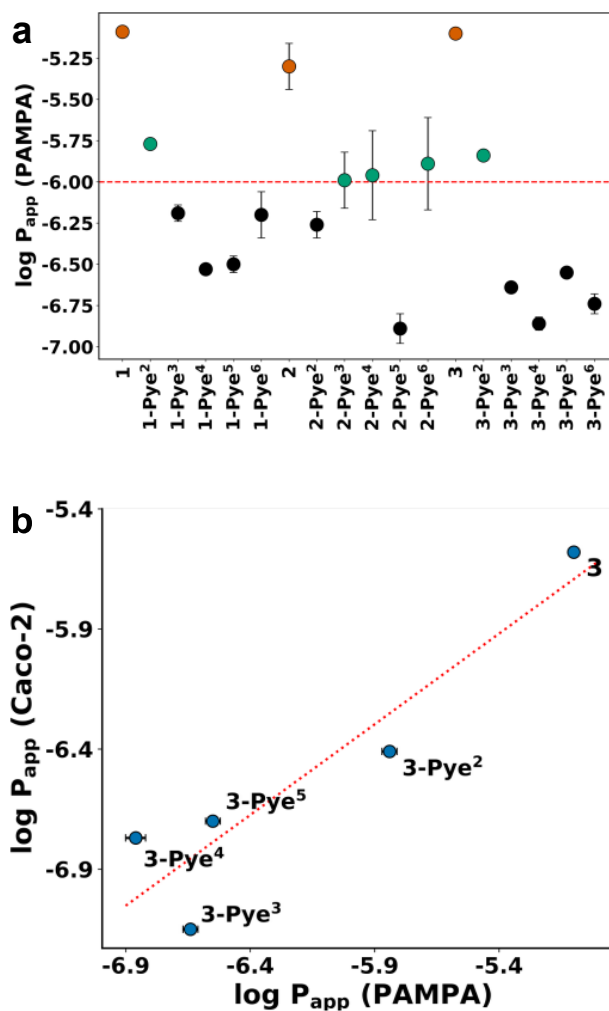 a
log P_app (PAMPA)
-5.25
-5.50
-5.75
-6.00
-6.25
-6.50
-6.75
-7.00
1
1-Pye²
1-Pye³
1-Pye⁴
1-Pye⁵
1-Pye⁶
2
2-Pye²
2-Pye³
2-Pye⁴
2-Pye⁵
2-Pye⁶
3
3-Pye²
3-Pye³
3-Pye⁴
3-Pye⁵
3-Pye⁶
b
log P_app (Caco-2)
-5.4
-5.9
-6.4
-6.9
3
3-Pye²
3-Pye⁵
3-Pye⁴
3-Pye³
-6.9
-6.4
-5.9
-5.4
log P_app (PAMPA)